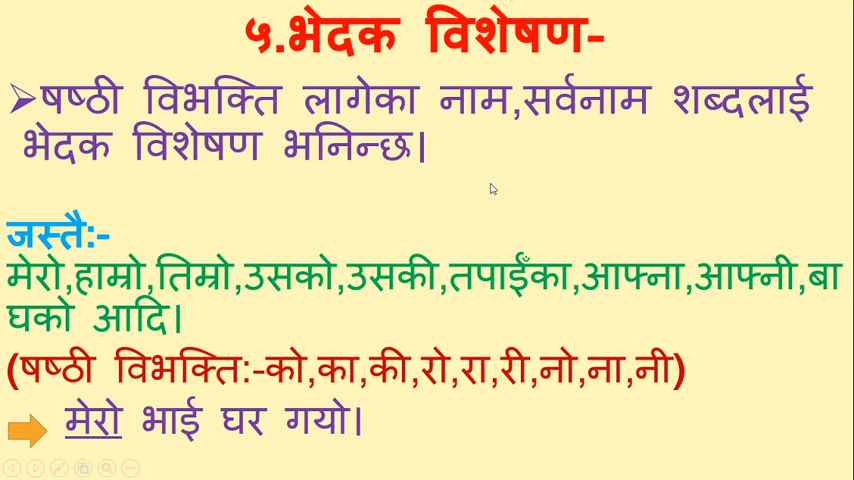 ५.भेदक विशेषण-
षष्ठी विभक्ति लागेका नाम,सर्वनाम शब्दलाई
भेदक विशेषण भनिन्छ।
जस्तै:-
मेरो,हाम्रो,तिम्रो,उसको,उसकी,तपाईँका,आफ्ना,आफ्नी,बा
घको आदि।
(षष्ठी विभक्ति:-को,का,की,रो,रा,री,नो,ना,नी)
मेरो भाई घर गयो।